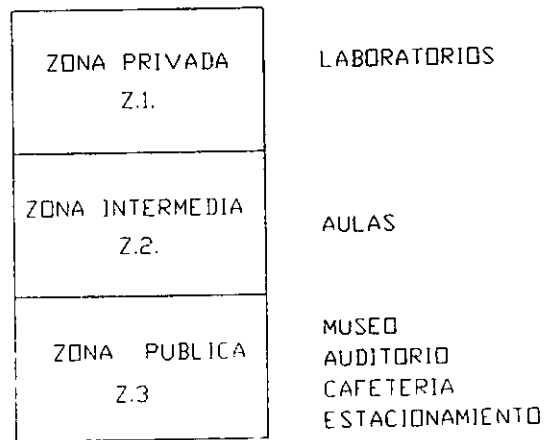 ZONA PRIVADA
Z.1.
LABORATORIOS
ZONA INTERMEDIA
Z.2.
AULAS
ZONA PUBLICA
Z.3
MUSEO
AUDITORIO
CAFETERIA
ESTACIONAMIENTO